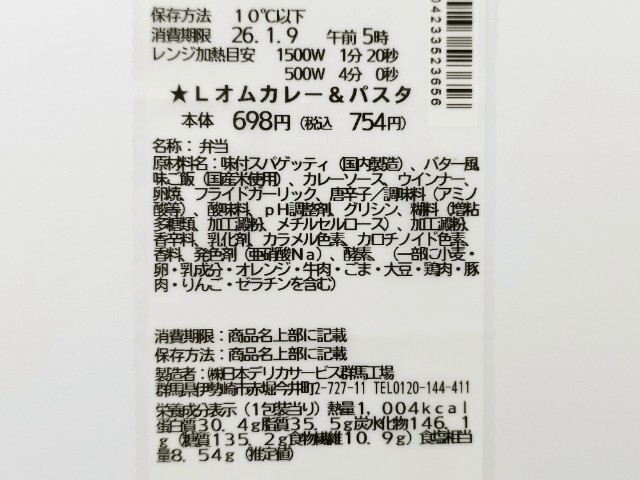 保存方法 10℃以下
消費期限 26.1.9 午前5時
レンジ加熱目安 1500W 1分20秒
500W 4分 0秒
★Lオムカレー&パスタ
本体 698円(税込 754円)
名称:弁当
原材料名:味付スパゲッティ(国内製造)、バター風
味ご飯(国産米使用)、カレーソース、ウインナー、
卵焼、フライドガーリック、唐辛子/調味料(アミノ
酸等)、酸味料、pH調整剤、グリシン、糊料(増粘
多糖類、加工澱粉、メチルセルロース)、加工澱粉、
香辛料、乳化剤、カラメル色素、カロチノイド色素、
香料、発色剤(亜硝酸Na)、酵素、(一部に小麦・
卵・乳成分・オレンジ・牛肉・ごま・大豆・鶏肉・豚
肉・りんご・ゼラチンを含む)
消費期限:商品名上部に記載
保存方法:商品名上部に記載
製造者:㈱日本デリカサービス群馬工場
群馬県伊勢崎市赤堀今井町2-727-11 TEL0120-144-411
栄養成分表示(1包装当り)熱量1,004kcal
蛋白質30.4g脂質35.5g炭水化物146.1
g(糖質135.2g食物繊維10.9g)食塩相当
量8.54g(推定値)
04233523656